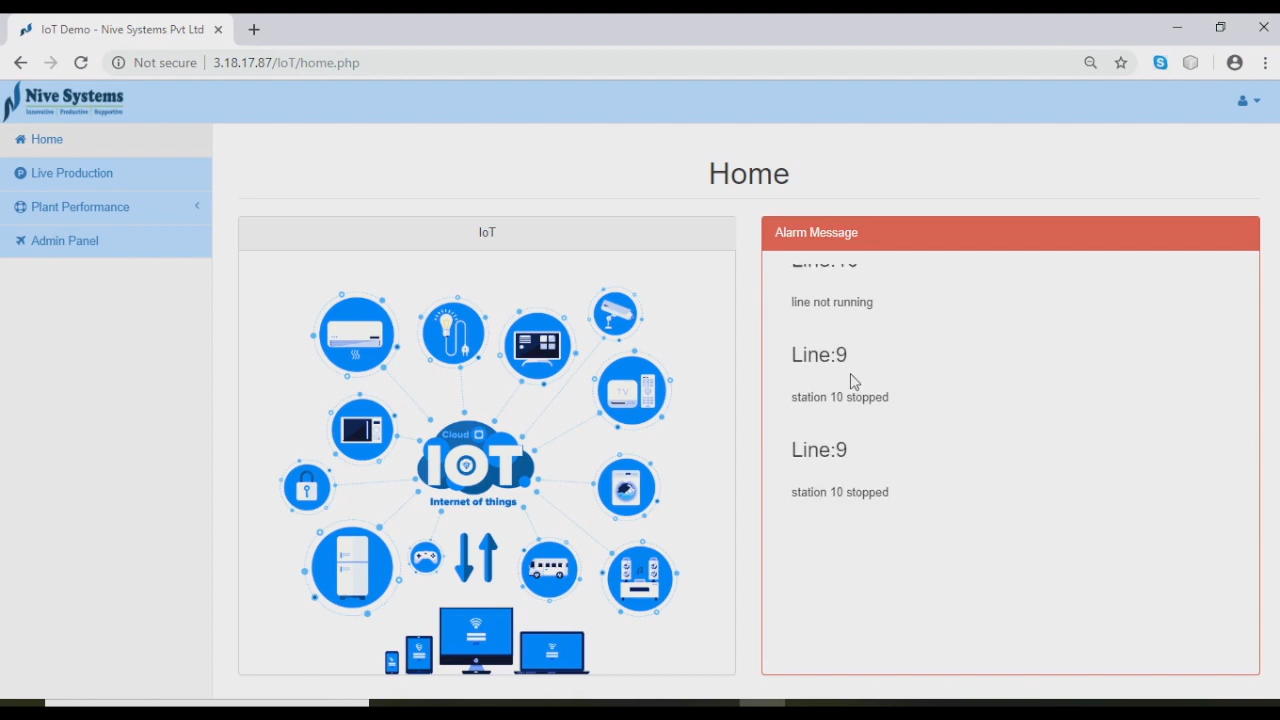 IoT Demo - Nive Systems Pvt Ltd
Not secure
3.18.17.87/IoT/home.php
Nive Systems
Innovative | Productive | Supportive
Home
Live Production
Plant Performance
Admin Panel
Home
IoT
Cloud
IOT
Internet of things
TV
Alarm Message
line not running
Line:9
station 10 stopped
Line:9
station 10 stopped